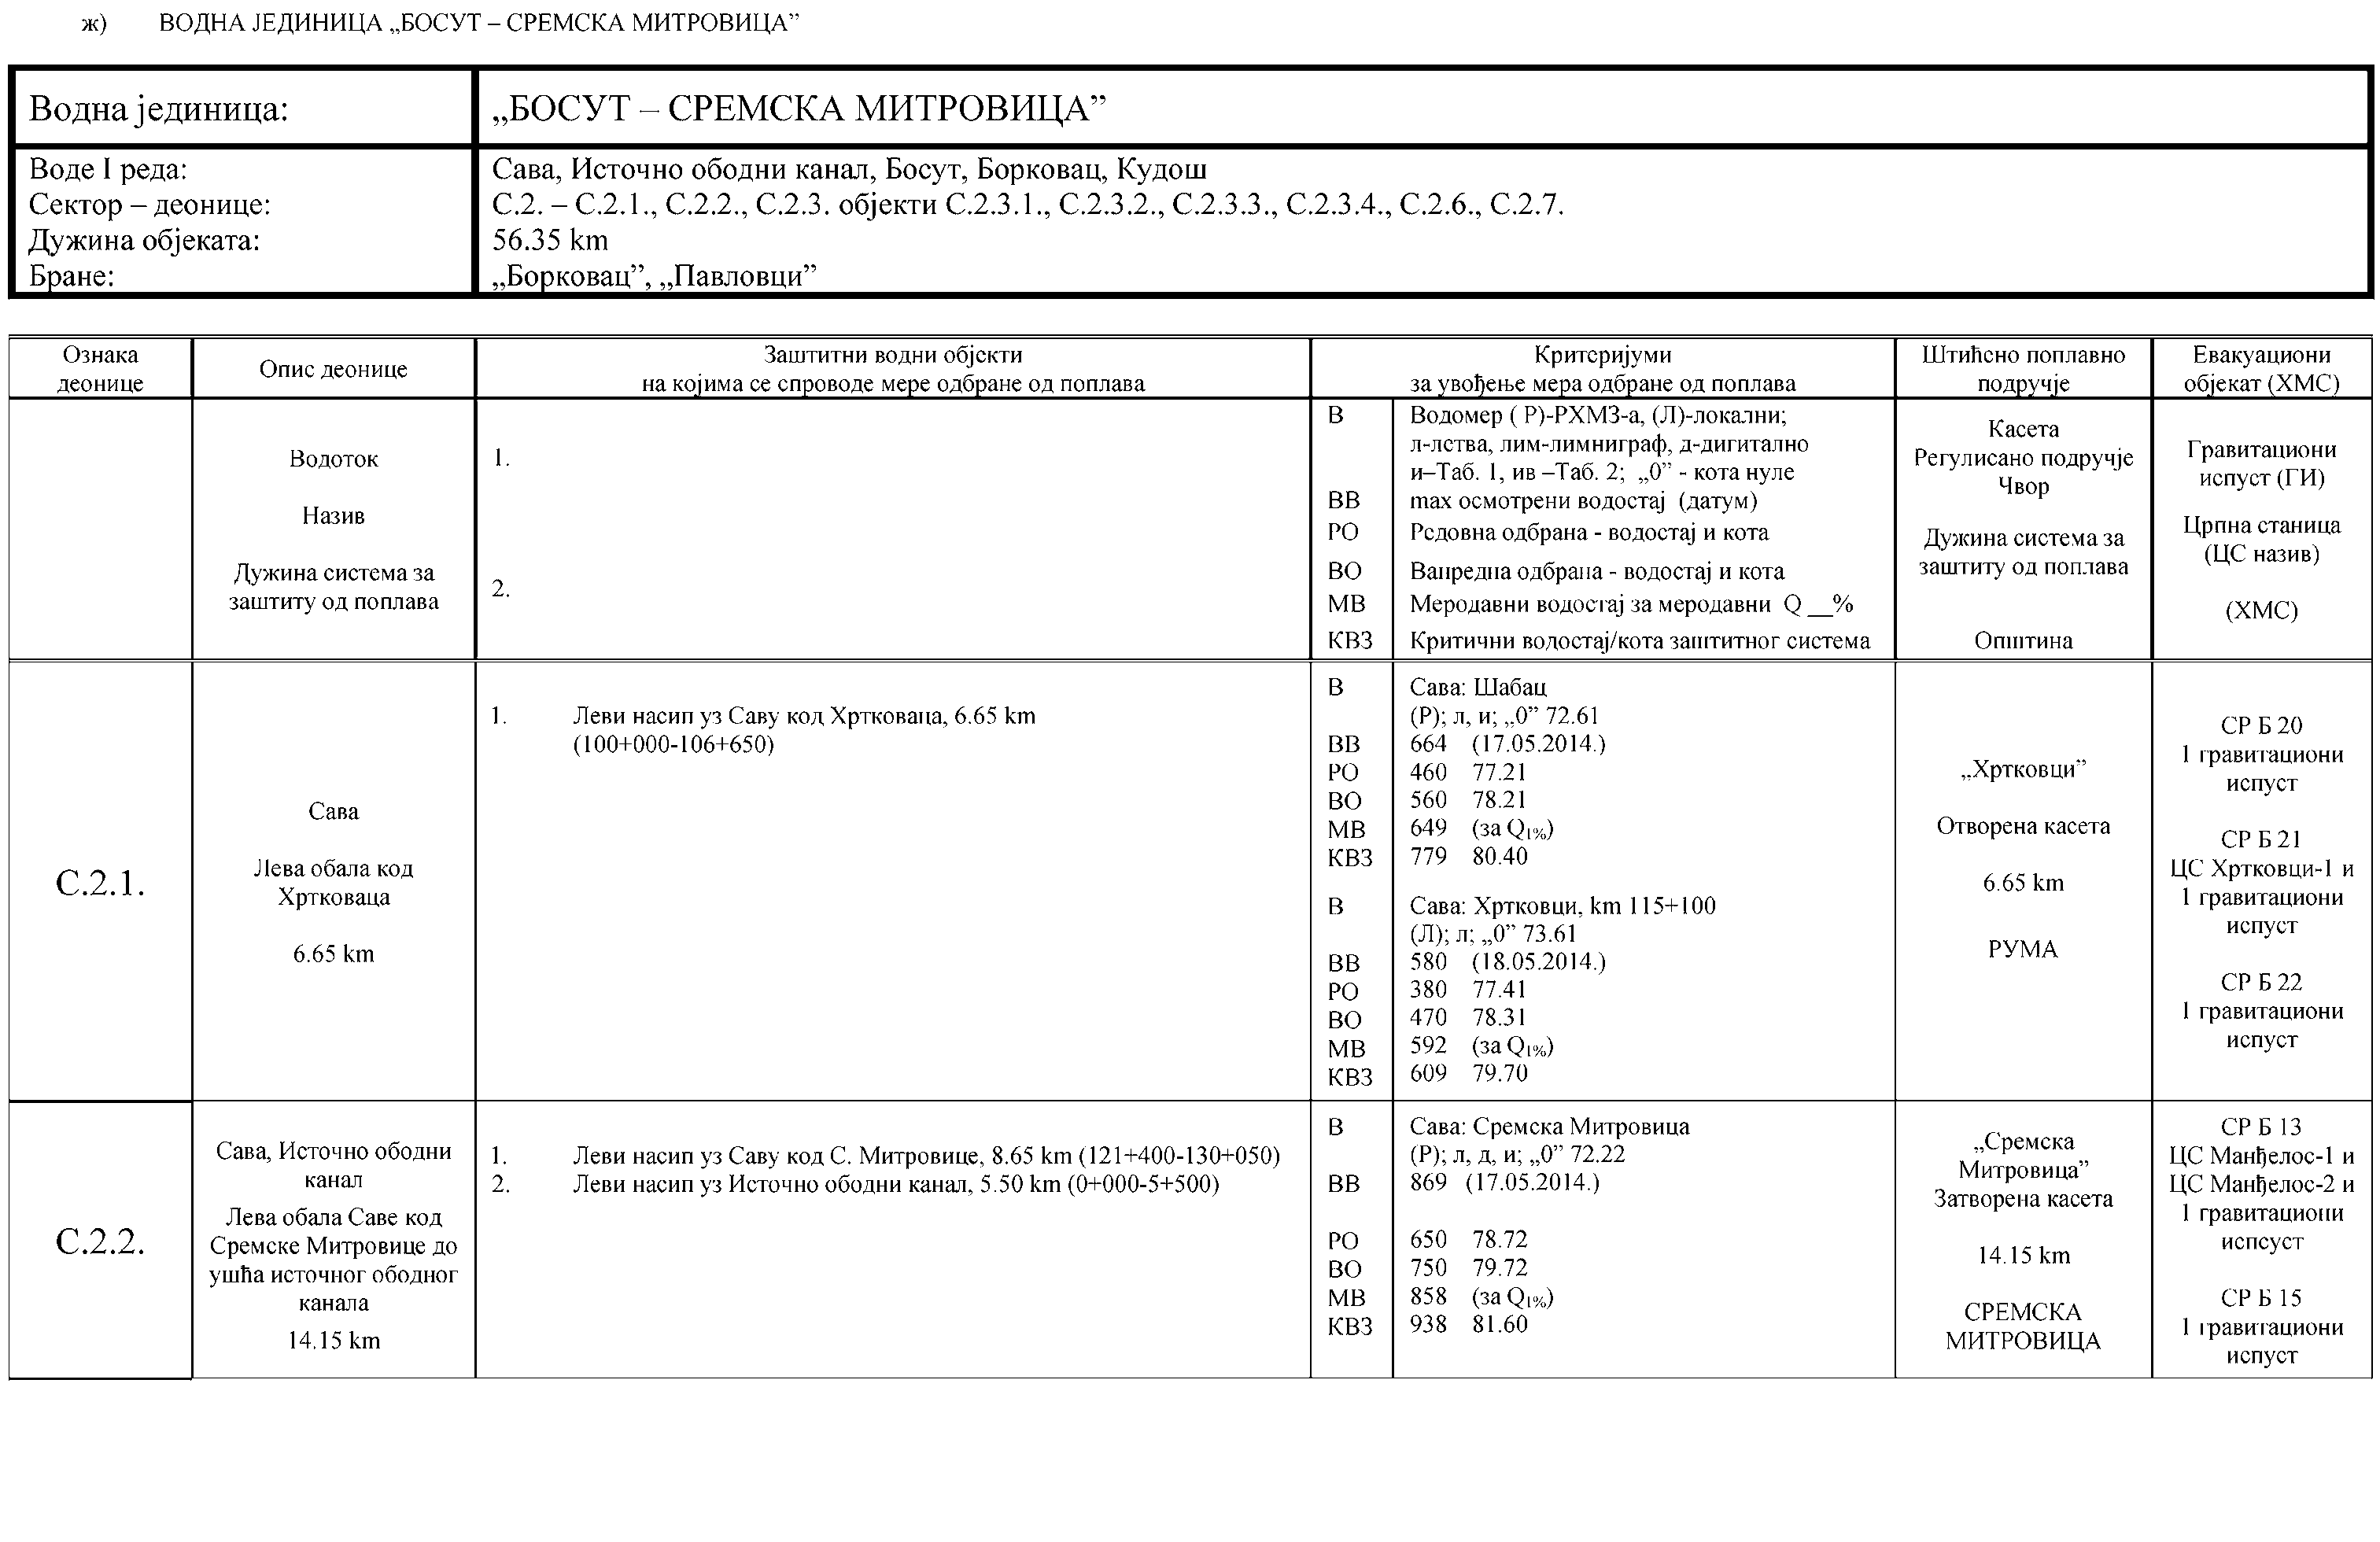 ж) ВОДНА ЈЕДИНИЦА „БОСУТ – СРЕМСКА МИТРОВИЦА”
Водна јединица: „БОСУТ – СРЕМСКА МИТРОВИЦА”
Воде I реда: Сава, Источно ободни канал, Босут, Борковац, Кудош
Сектор – деонице: С.2. – С.2.1., С.2.2., С.2.3. објекти С.2.3.1., С.2.3.2., С.2.3.3., С.2.3.4., С.2.6., С.2.7.
Дужина објеката: 56.35 km
Бране: „Борковац”, „Павловци”
Ознака
деонице
Опис деонице
Заштитни водни објекти
на којима се спроводе мере одбране од поплава
Критеријуми
за увођење мера одбране од поплава
Штићено поплавно
подручје
Евакуациони
објекат (ХМС)
Водоток
Назив
Дужина система за
заштиту од поплава
1.
2.
В Водомер ( Р)-РХМЗ-а, (Л)-локални;
л-летва, лим-лимниграф, д-дигитално
и–Таб. 1, ив –Таб. 2; „0” - кота нуле
ВВ max осмотрени водостај (датум)
РО Редовна одбрана - водостај и кота
ВО Ванредна одбрана - водостај и кота
МВ Меродавни водостај за меродавни Q __%
КВЗ Критични водостај/кота заштитног система
Касета
Регулисано подручје
Чвор
Дужина система за
заштиту од поплава
Општина
Гравитациони
испуст (ГИ)
Црпна станица
(ЦС назив)
(ХМС)
С.2.1.
Сава
Лева обала код
Хртковаца
6.65 km
1. Леви насип уз Саву код Хртковаца, 6.65 km
(100+000-106+650)
В Сава: Шабац
(Р); л, и; „0” 72.61
ВВ 664 (17.05.2014.)
РО 460 77.21
ВО 560 78.21
МВ 649 (за Q1%)
КВЗ 779 80.40
В Сава: Хртковци, km 115+100
(Л); л; „0” 73.61
ВВ 580 (18.05.2014.)
РО 380 77.41
ВО 470 78.31
МВ 592 (за Q1%)
КВЗ 609 79.70
„Хртковци”
Отворена касета
6.65 km
РУМА
СР Б 20
1 гравитациони
испуст
СР Б 21
ЦС Хртковци-1 и
1 гравитациони
испуст
СР Б 22
1 гравитациони
испуст
С.2.2.
Сава, Источно ободни
канал
Лева обала Саве код
Сремске Митровице до
ушћа источног ободног
канала
14.15 km
1. Леви насип уз Саву код С. Митровице, 8.65 km (121+400-130+050)
2. Леви насип уз Источно ободни канал, 5.50 km (0+000-5+500)
В Сава: Сремска Митровица
(Р); л, д, и; „0” 72.22
ВВ 869 (17.05.2014.)
РО 650 78.72
ВО 750 79.72
МВ 858 (за Q1%)
КВЗ 938 81.60
„Сремска
Митровица”
Затворена касета
14.15 km
СРЕМСКА
МИТРОВИЦА
СР Б 13
ЦС Манђелос-1 и
ЦС Манђелос-2 и
1 гравитациони
испсуст
СР Б 15
1 гравитациони
испуст